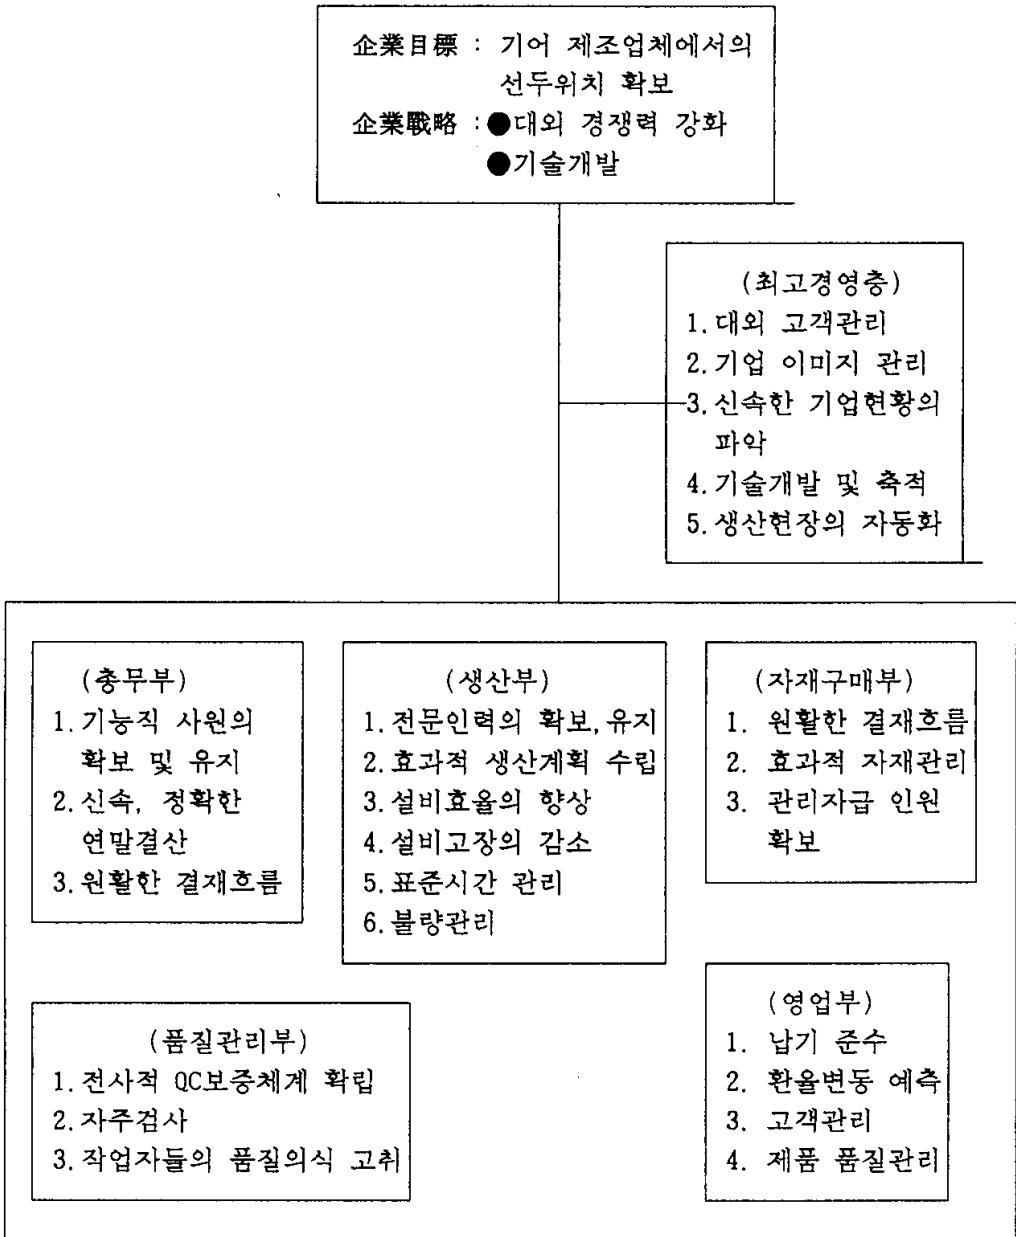 企業目標 : 기어 제조업체에서의
선두위치 확보
企業戰略 : ●대외 경쟁력 강화
●기술개발
(최고경영층)
1.대외 고객관리
2.기업 이미지 관리
3.신속한 기업현황의
파악
4.기술개발 및 축적
5.생산현장의 자동화
(총무부)
1.기능직 사원의
확보 및 유지
2.신속, 정확한
연말결산
3.원활한 결재흐름
(생산부)
1.전문인력의 확보,유지
2.효과적 생산계획 수립
3.설비효율의 향상
4.설비고장의 감소
5.표준시간 관리
6.불량관리
(자재구매부)
1. 원활한 결재흐름
2. 효과적 자재관리
3. 관리자급 인원
확보
(품질관리부)
1.전사적 QC보증체계 확립
2.자주검사
3.작업자들의 품질의식 고취
(영업부)
1. 납기 준수
2. 환율변동 예측
3. 고객관리
4. 제품 품질관리